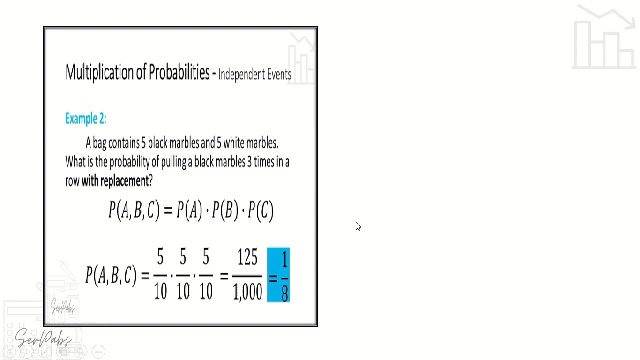 Multiplication of Probabilities - Independent Events
Example 2:
A bag contains 5 black marbles and 5 white marbles.
What is the probability of pulling a black marbles 3 times in a
row with replacement?
P(A, B, C) = P(A) · P(B) · P(C)
P(A, B, C) = 5/10 · 5/10 · 5/10 = 125/1,000 = 1/8
SerPabs
SerPabs